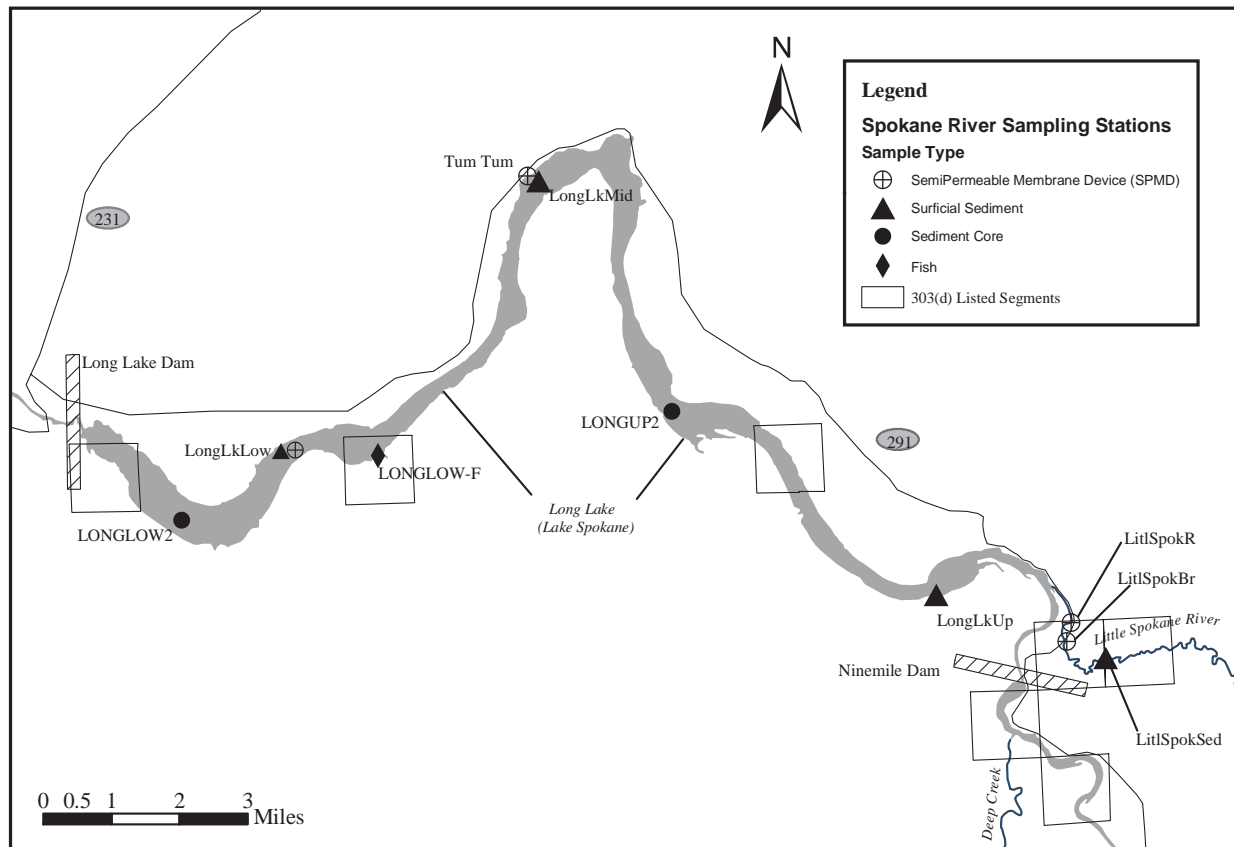 N
Legend
Spokane River Sampling Stations
Sample Type
SemiPermeable Membrane Device (SPMD)
Surficial Sediment
Sediment Core
Fish
303(d) Listed Segments
Tum Tum
LongLkMid
231
Long Lake Dam
LONGUP2
291
LongLkLow
LONGLOW-F
Long Lake
(Lake Spokane)
LONGLOW2
LitlSpokR
LitlSpokBr
LongLkUp
Little Spokane River
Ninemile Dam
LitlSpokSed
Deep Creek
0 0.5 1 2 3
Miles